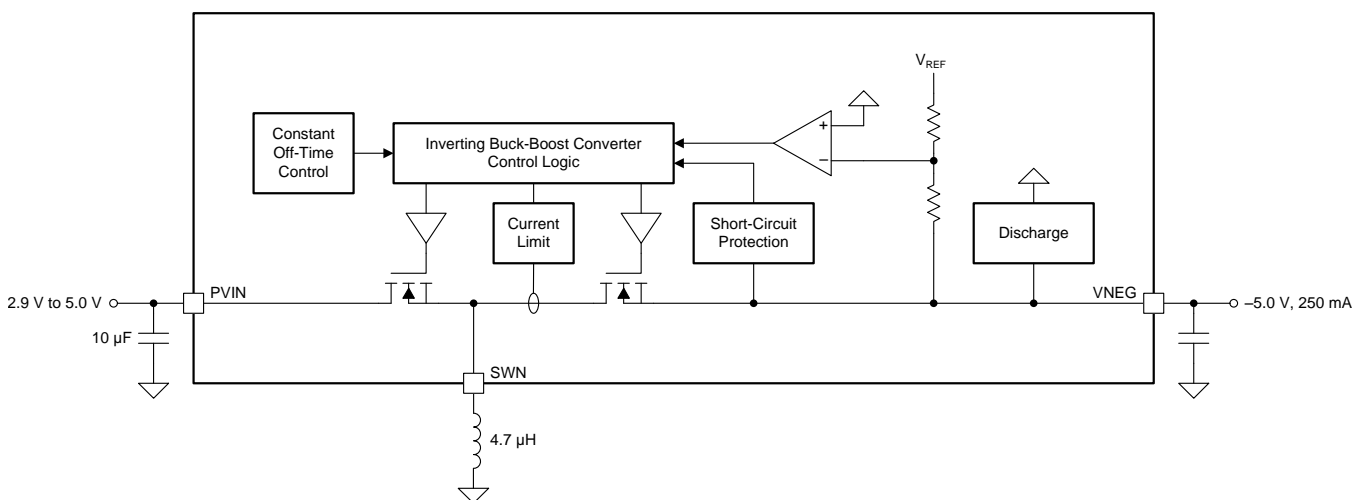 V_REF
Constant
Off-Time
Control
Inverting Buck-Boost Converter
Control Logic
+
−
Current
Limit
Short-Circuit
Protection
Discharge
2.9 V to 5.0 V
PVIN
VNEG
–5.0 V, 250 mA
10 µF
SWN
4.7 µH